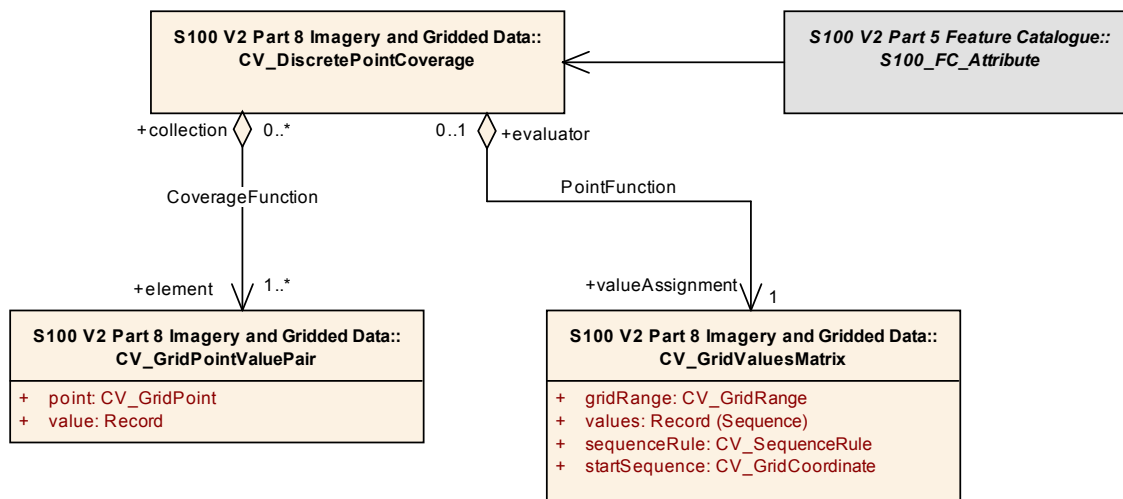 S100 V2 Part 8 Imagery and Gridded Data::
CV_DiscretePointCoverage
S100 V2 Part 5 Feature Catalogue::
S100_FC_Attribute
+collection
0..*
0..1
+evaluator
CoverageFunction
PointFunction
+element
1..*
+valueAssignment
1
S100 V2 Part 8 Imagery and Gridded Data::
CV_GridPointValuePair
+ point: CV_GridPoint
+ value: Record
S100 V2 Part 8 Imagery and Gridded Data::
CV_GridValuesMatrix
+ gridRange: CV_GridRange
+ values: Record (Sequence)
+ sequenceRule: CV_SequenceRule
+ startSequence: CV_GridCoordinate